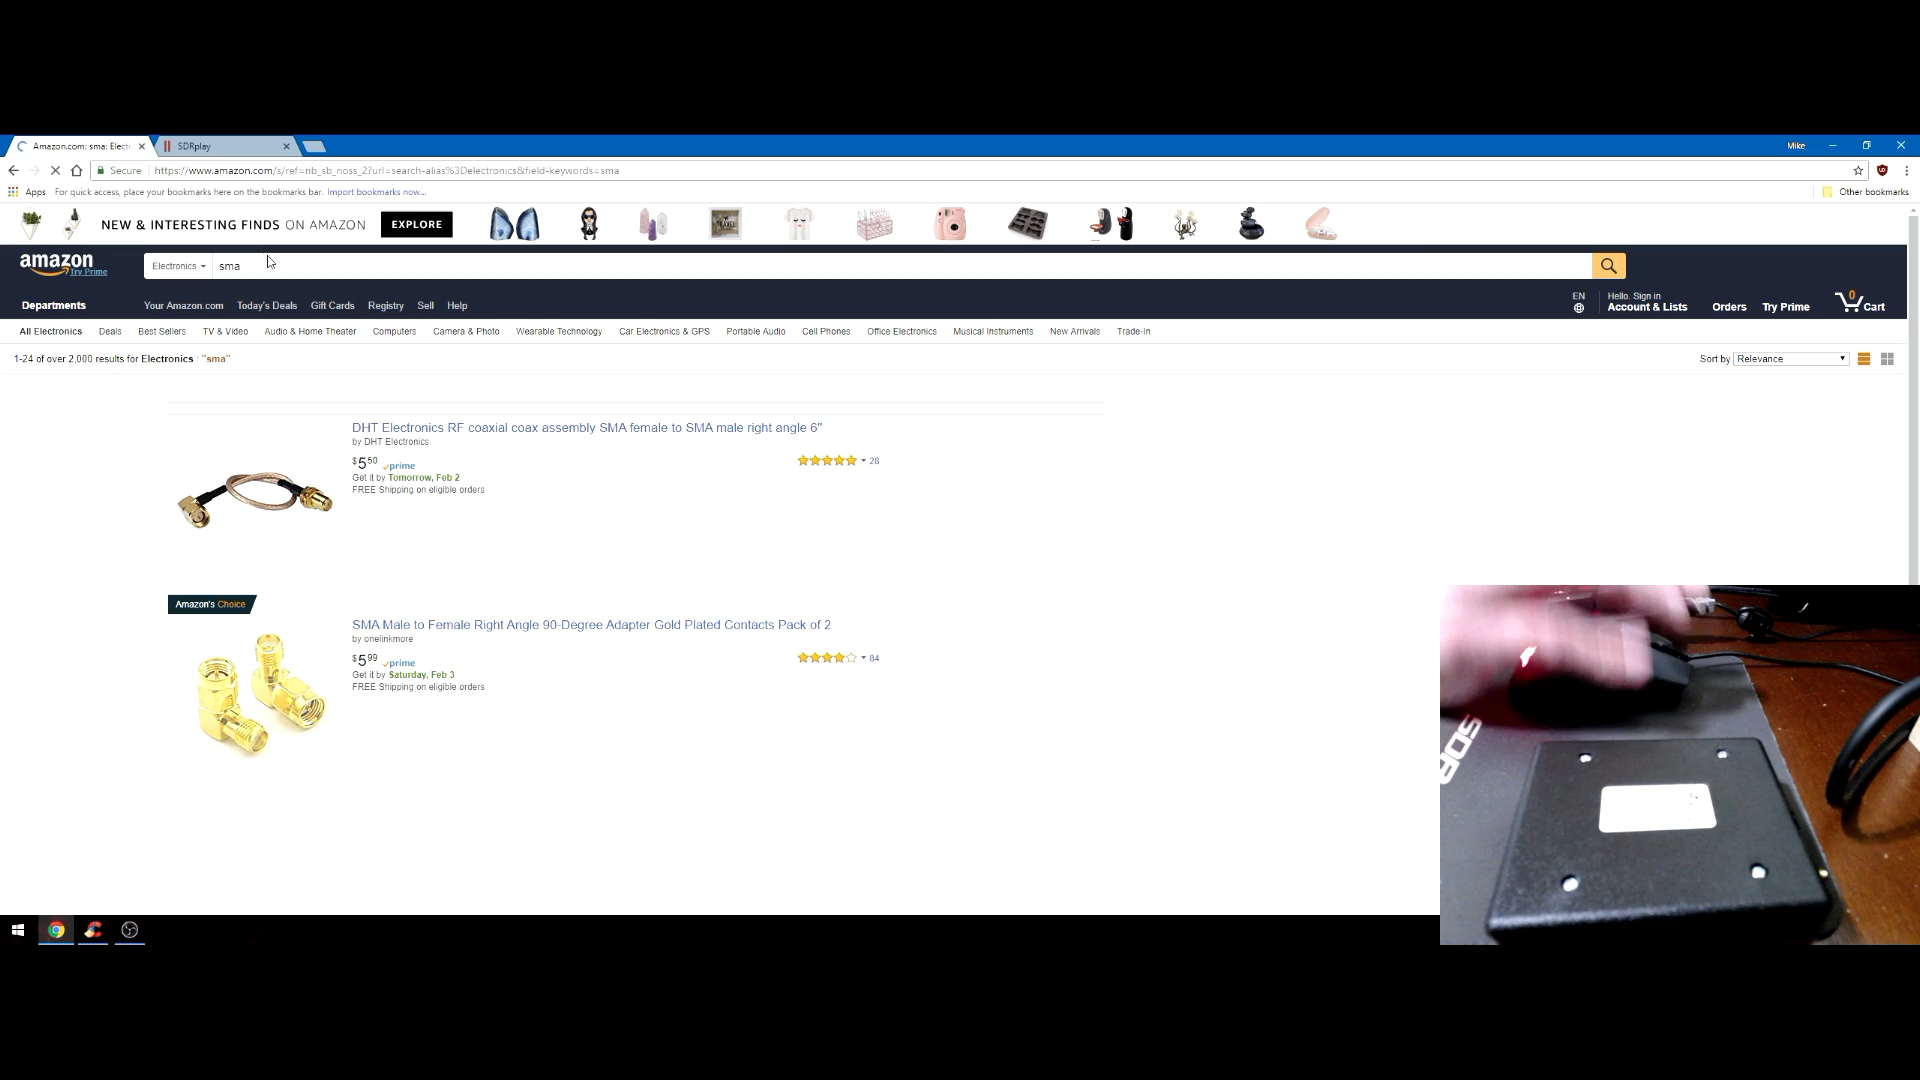 Amazon.com: sma: Elect
SDRplay
Mike
Secure
https://www.amazon.com/s/ref=nb_sb_noss_2?url=search-alias%3Delectronics&field-keywords=sma
Apps
For quick access, place your bookmarks here on the bookmarks bar. Import bookmarks now...
Other bookmarks
NEW & INTERESTING FINDS ON AMAZON
EXPLORE
amazon
Try Prime
Electronics
sma
Departments
Your Amazon.com
Today's Deals
Gift Cards
Registry
Sell
Help
EN
Hello. Sign in
Account & Lists
Orders
Try Prime
0
Cart
All Electronics
Deals
Best Sellers
TV & Video
Audio & Home Theater
Computers
Camera & Photo
Wearable Technology
Car Electronics & GPS
Portable Audio
Cell Phones
Office Electronics
Musical Instruments
New Arrivals
Trade-In
1-24 of over 2,000 results for Electronics : "sma"
Sort by Relevance
DHT Electronics RF coaxial coax assembly SMA female to SMA male right angle 6"
by DHT Electronics
$5 50 prime
28
Get it by Tomorrow, Feb 2
FREE Shipping on eligible orders
Amazon's Choice
SMA Male to Female Right Angle 90-Degree Adapter Gold Plated Contacts Pack of 2
by onelinkmore
$5 99 prime
84
Get it by Saturday, Feb 3
FREE Shipping on eligible orders
SDR